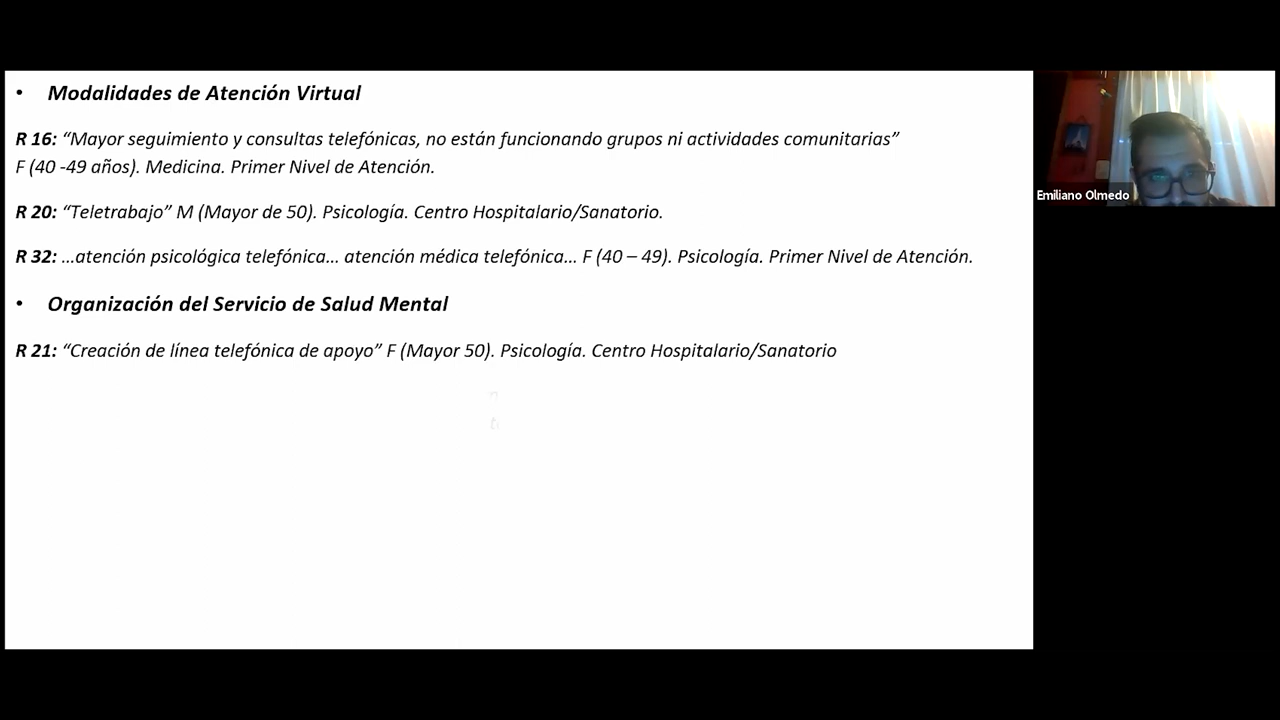 • Modalidades de Atención Virtual
R 16: “Mayor seguimiento y consultas telefónicas, no están funcionando grupos ni actividades comunitarias”
F (40 -49 años). Medicina. Primer Nivel de Atención.
R 20: “Teletrabajo” M (Mayor de 50). Psicología. Centro Hospitalario/Sanatorio.
R 32: ...atención psicológica telefónica... atención médica telefónica... F (40 – 49). Psicología. Primer Nivel de Atención.
• Organización del Servicio de Salud Mental
R 21: “Creación de línea telefónica de apoyo” F (Mayor 50). Psicología. Centro Hospitalario/Sanatorio
Emiliano Olmedo